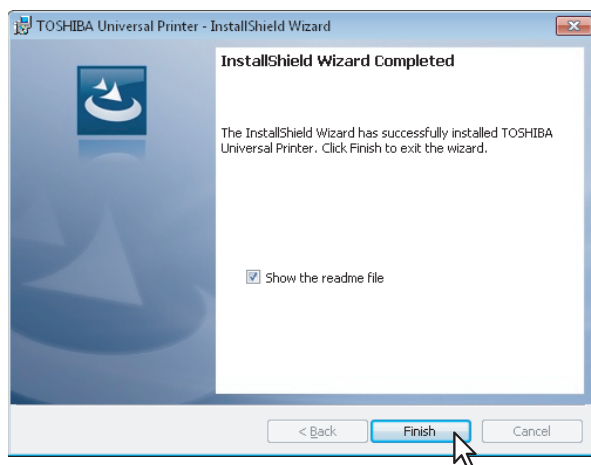 TOSHIBA Universal Printer - InstallShield Wizard
InstallShield Wizard Completed
The InstallShield Wizard has successfully installed TOSHIBA
Universal Printer. Click Finish to exit the wizard.
Show the readme file
< Back
Finish
Cancel